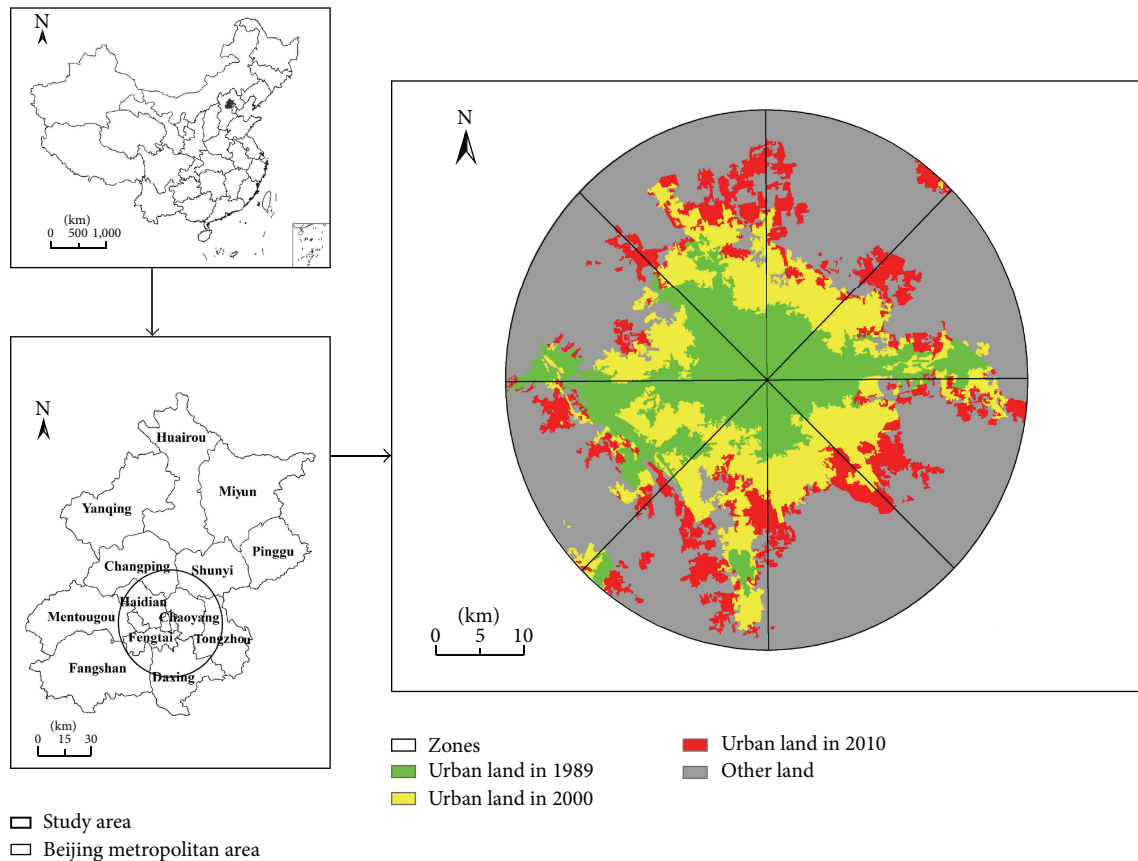 N
(km)
0 500 1,000
N
Huairou
Miyun
Yanqing
Pinggu
Changping
Shunyi
Haidian
Mentougou
Chaoyang
Fengtai
Tongzhou
Fangshan
Daxing
(km)
0 15 30
Study area
Beijing metropolitan area
N
(km)
0 5 10
Zones
Urban land in 1989
Urban land in 2000
Urban land in 2010
Other land